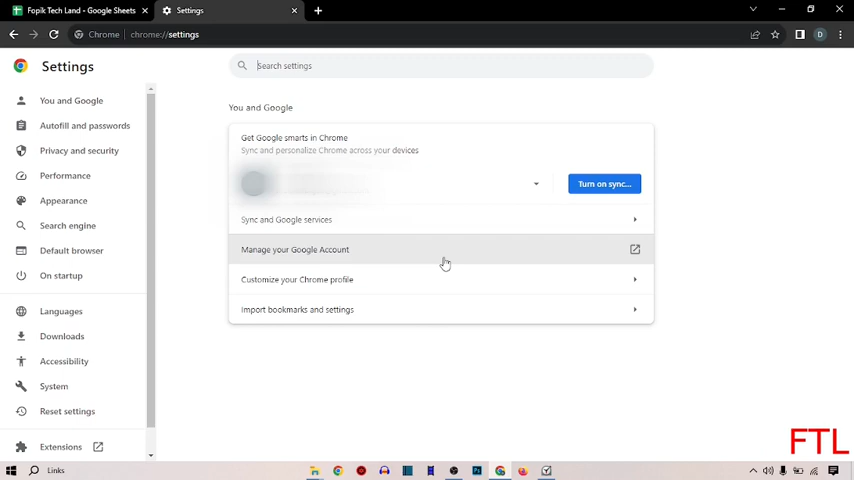 Fopik Tech Land - Google Sheets
Settings
Chrome
chrome://settings
D
Settings
Search settings
You and Google
Autofill and passwords
Privacy and security
Performance
Appearance
Search engine
Default browser
On startup
Languages
Downloads
Accessibility
System
Reset settings
Extensions
You and Google
Get Google smarts in Chrome
Sync and personalize Chrome across your devices
Turn on sync...
Sync and Google services
Manage your Google Account
Customize your Chrome profile
Import bookmarks and settings
FTL
Links